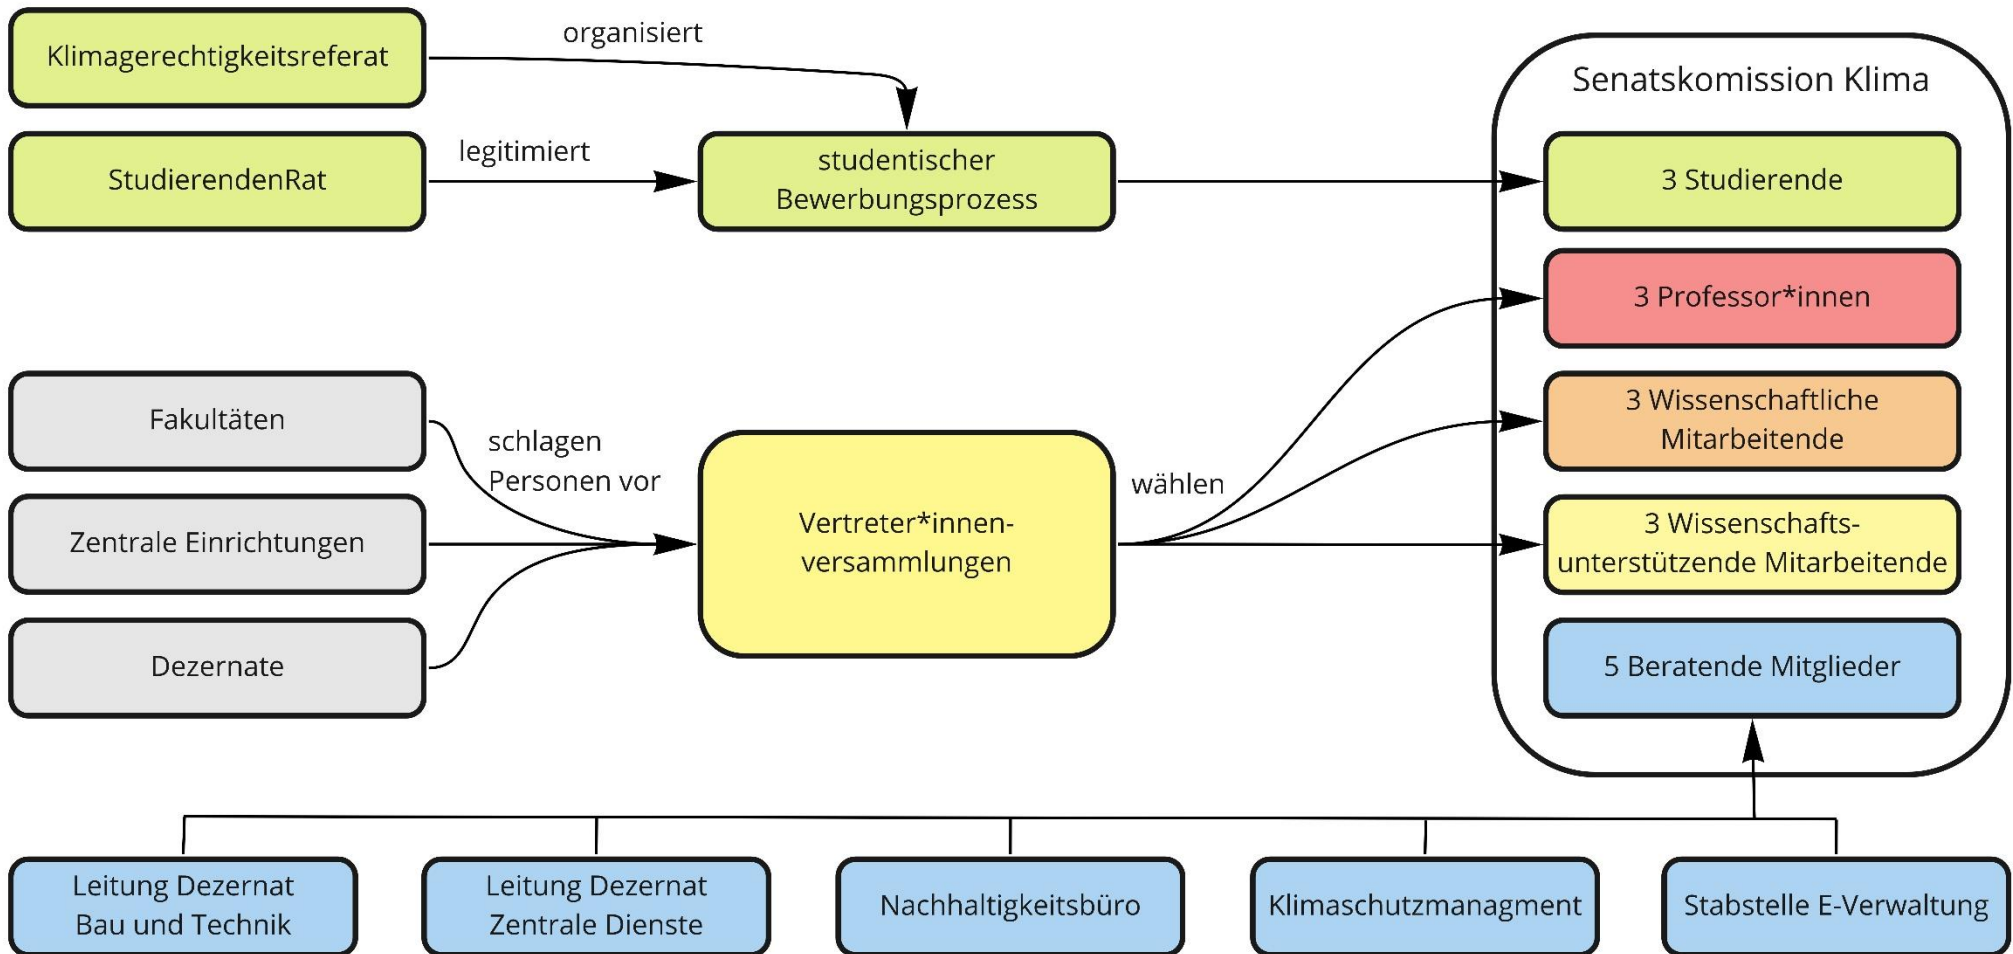 Klimagerechtigkeitsreferat
organisiert
Senatskomission Klima
StudierendenRat
legitimiert
studentischer
Bewerbungsprozess
3 Studierende
3 Professor*innen
Fakultäten
schlagen
Personen vor
3 Wissenschaftliche
Mitarbeitende
Zentrale Einrichtungen
Vertreter*innen-
versammlungen
wählen
3 Wissenschafts-
unterstützende Mitarbeitende
Dezernate
5 Beratende Mitglieder
Leitung Dezernat
Bau und Technik
Leitung Dezernat
Zentrale Dienste
Nachhaltigkeitsbüro
Klimaschutzmanagment
Stabstelle E-Verwaltung